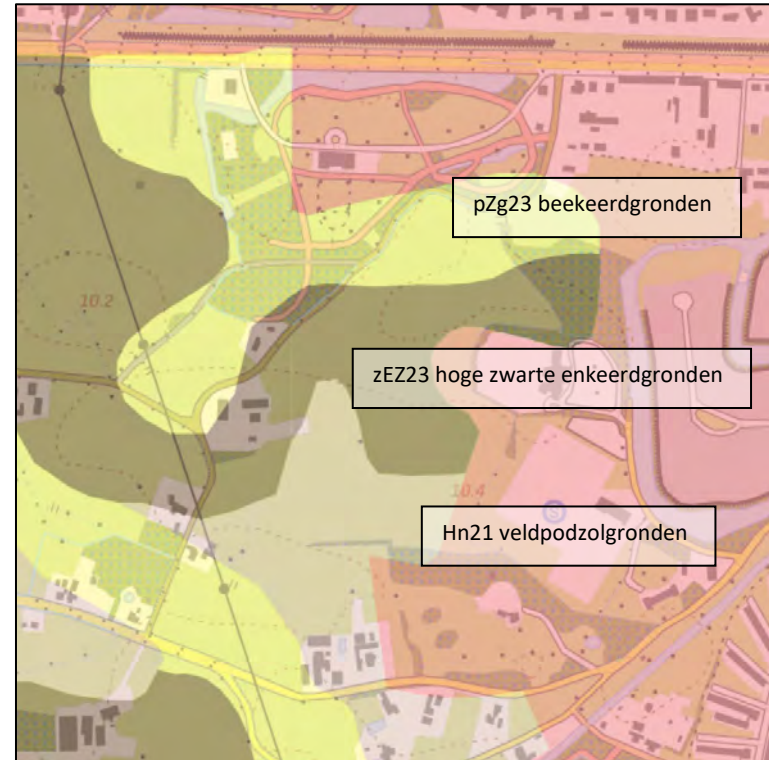 pZg23 beekeerdgronden
10.2
zEZ23 hoge zwarte enkeerdgronden
10.4
Hn21 veldpodzolgronden
S